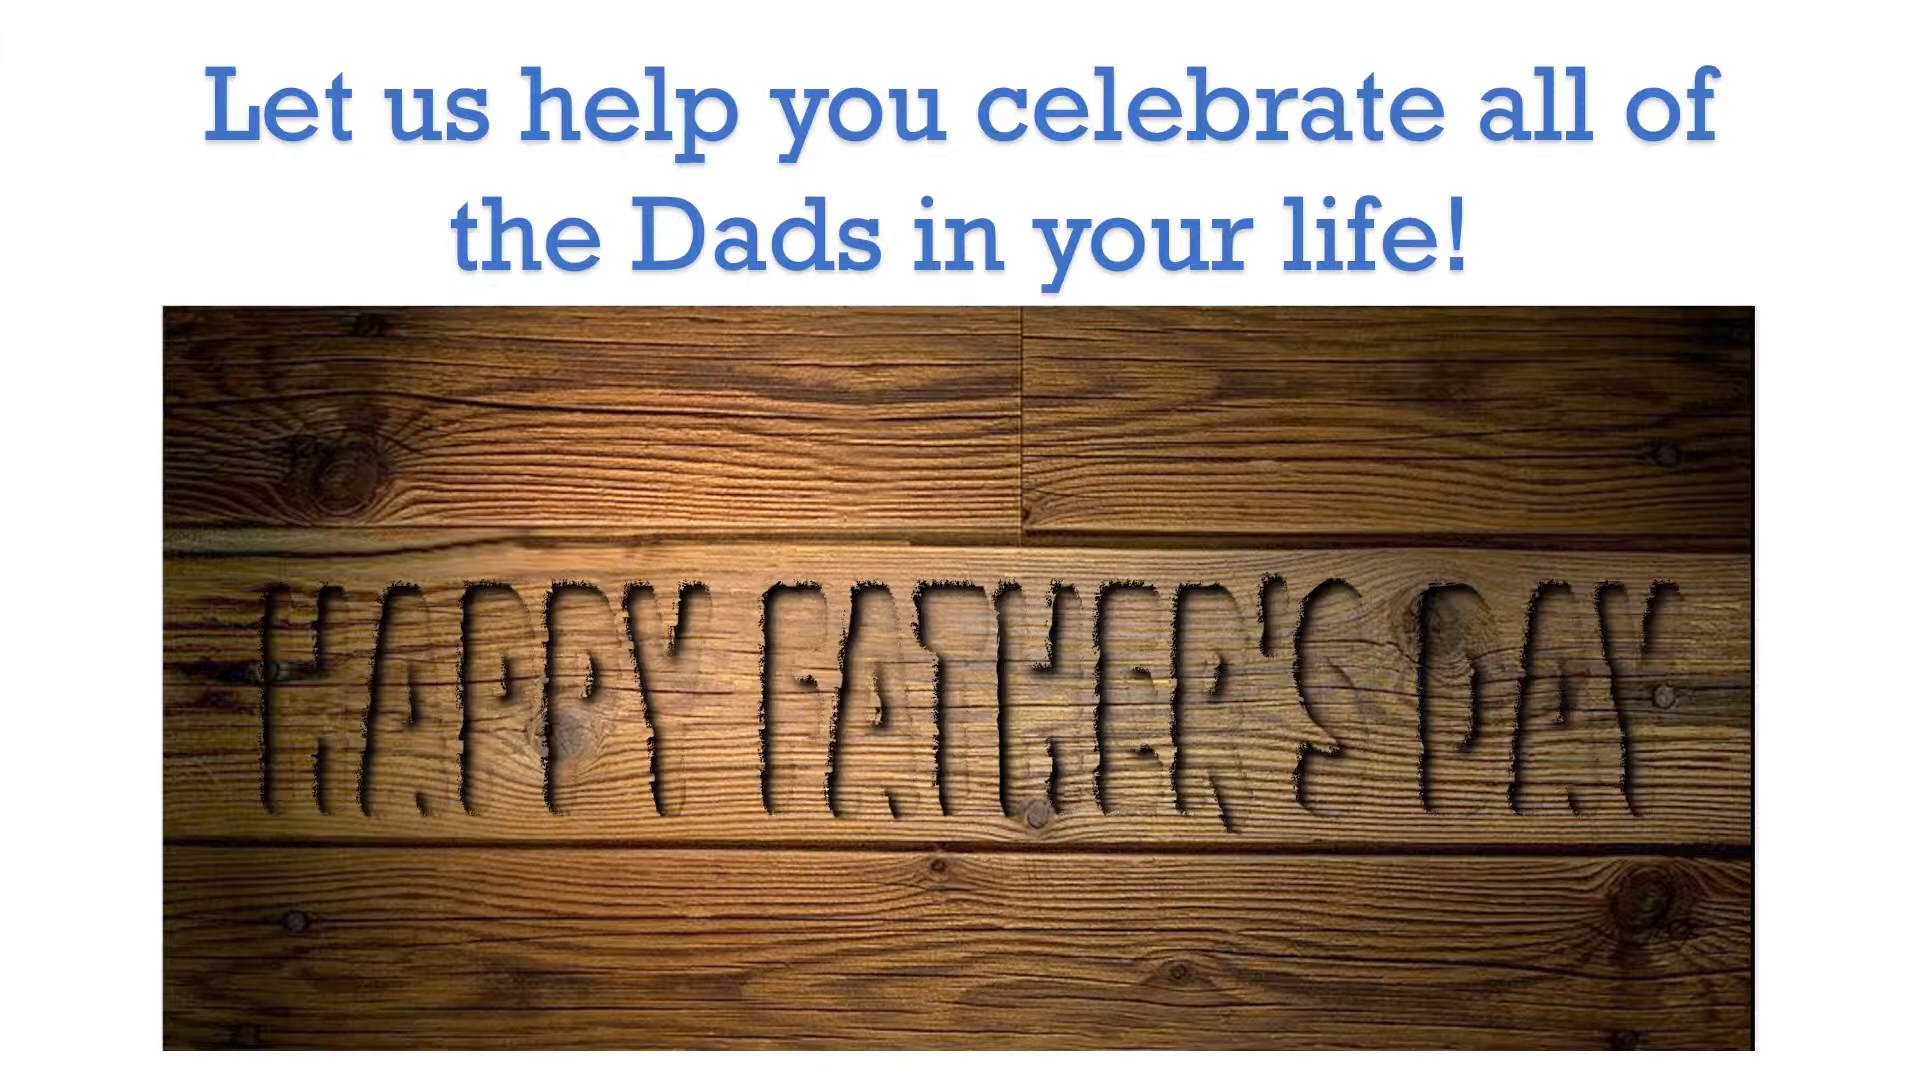 Let us help you celebrate all of
the Dads in your life!
HAPPY FATHER'S DAY